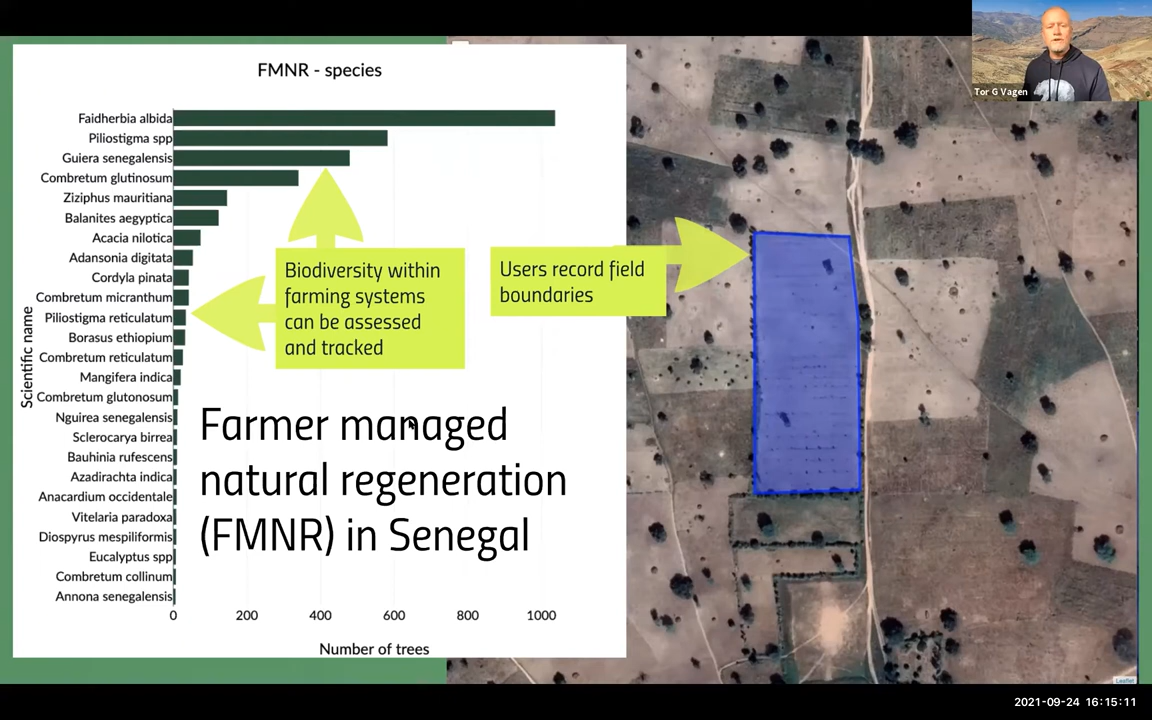 FMNR - species
Scientific name
Faidherbia albida
Piliostigma spp
Guiera senegalensis
Combretum glutinosum
Ziziphus mauritiana
Balanites aegyptica
Acacia nilotica
Adansonia digitata
Cordyla pinata
Combretum micranthum
Piliostigma reticulatum
Borasus ethiopium
Combretum reticulatum
Mangifera indica
Combretum glutonosum
Nguirea senegalensis
Sclerocarya birrea
Bauhinia rufescens
Azadirachta indica
Anacardium occidentale
Vitelaria paradoxa
Diospyrus mespiliformis
Eucalyptus spp
Combretum collinum
Annona senegalensis
0 200 400 600 800 1000
Number of trees
Biodiversity within
farming systems
can be assessed
and tracked
Farmer managed
natural regeneration
(FMNR) in Senegal
Users record field
boundaries
Tor G Vagen
Leaflet
2021-09-24 16:15:11